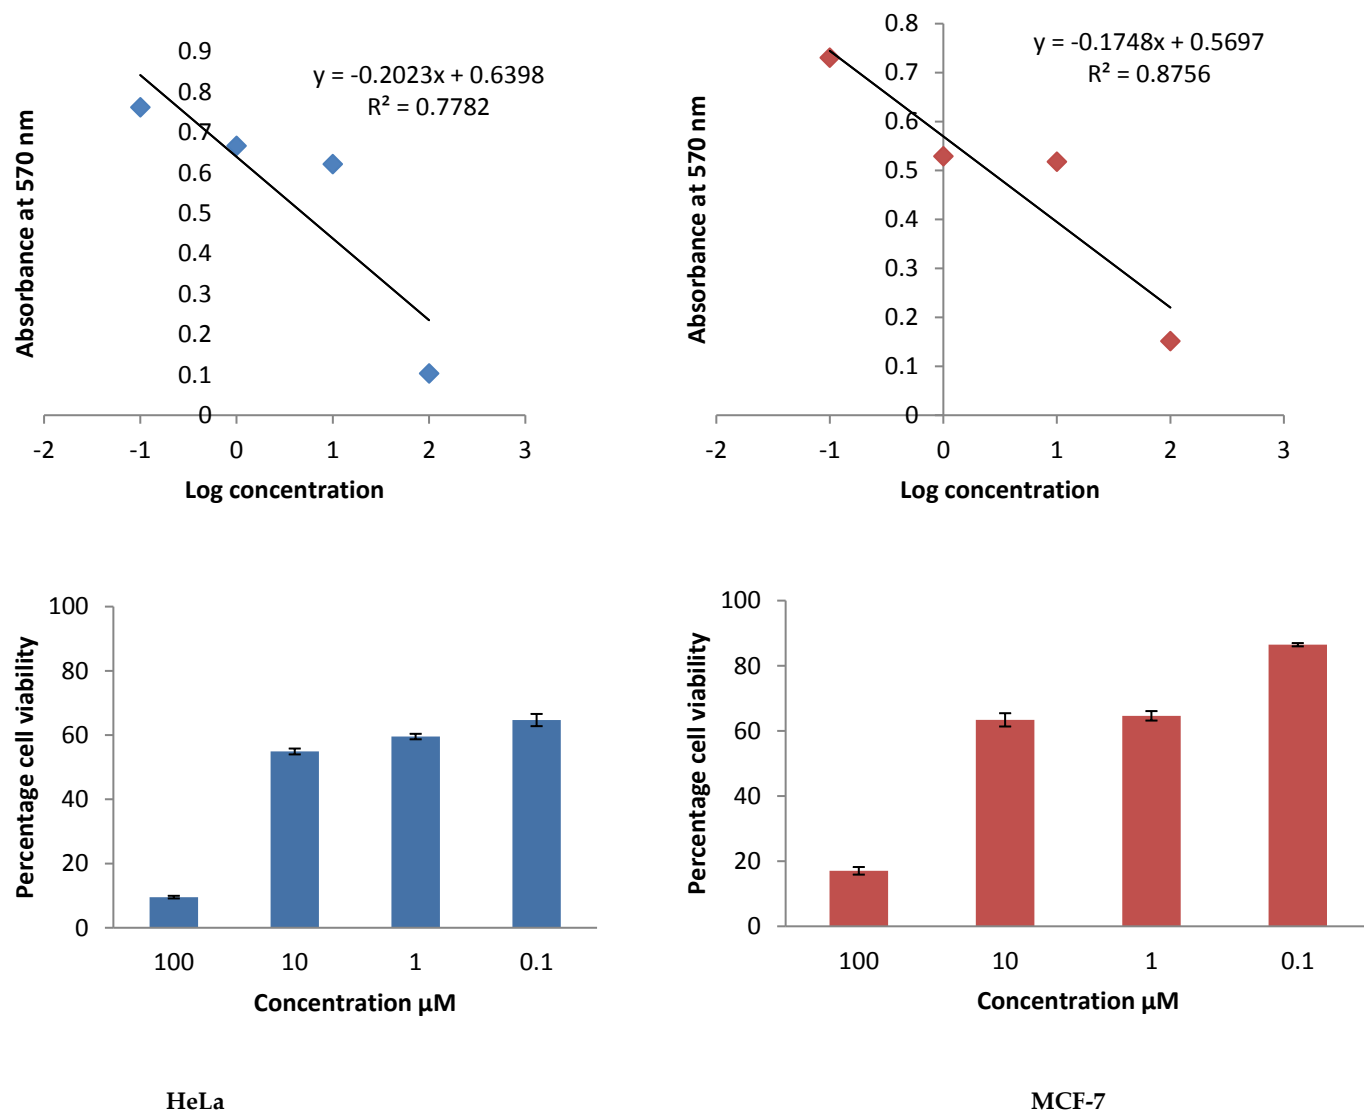 y = -0.2023x + 0.6398
R² = 0.7782
Absorbance at 570 nm
0.9
0.8
0.7
0.6
0.5
0.4
0.3
0.2
0.1
0
-2 -1 0 1 2 3
Log concentration
y = -0.1748x + 0.5697
R² = 0.8756
Absorbance at 570 nm
0.8
0.7
0.6
0.5
0.4
0.3
0.2
0.1
0
-2 -1 0 1 2 3
Log concentration
Percentage cell viability
100
80
60
40
20
0
100 10 1 0.1
Concentration µM
Percentage cell viability
100
80
60
40
20
0
100 10 1 0.1
Concentration µM
HeLa
MCF-7